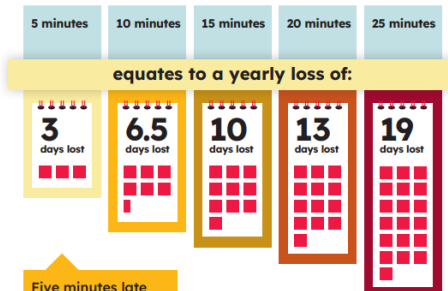 5 minutes
10 minutes
15 minutes
20 minutes
25 minutes
equates to a yearly loss of:
3
days lost
6.5
days lost
10
days lost
13
days lost
19
days lost
Five minutes late